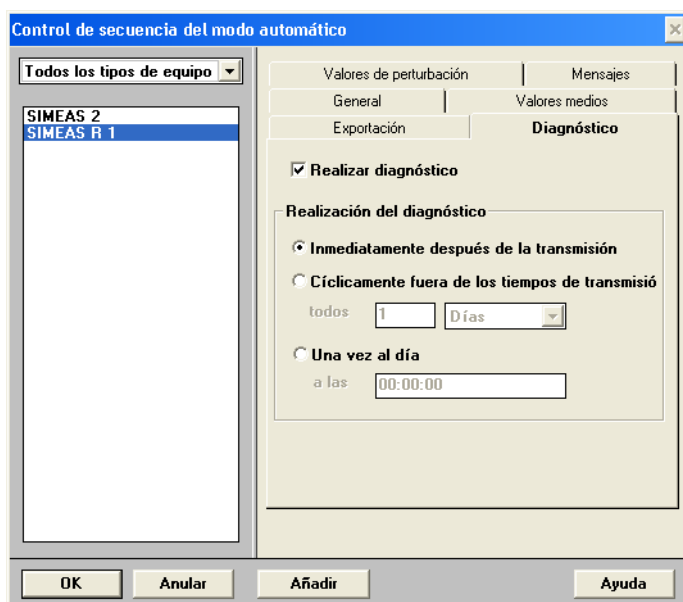 Control de secuencia del modo automático
Todos los tipos de equipo
SIMEAS 2
SIMEAS R 1
Valores de perturbación
Mensajes
General
Valores medios
Exportación
Diagnóstico
Realizar diagnóstico
Realización del diagnóstico
Inmediatamente después de la transmisión
Cíclicamente fuera de los tiempos de transmisió
todos 1 Días
Una vez al día
a las 00:00:00
OK Anular Añadir Ayuda